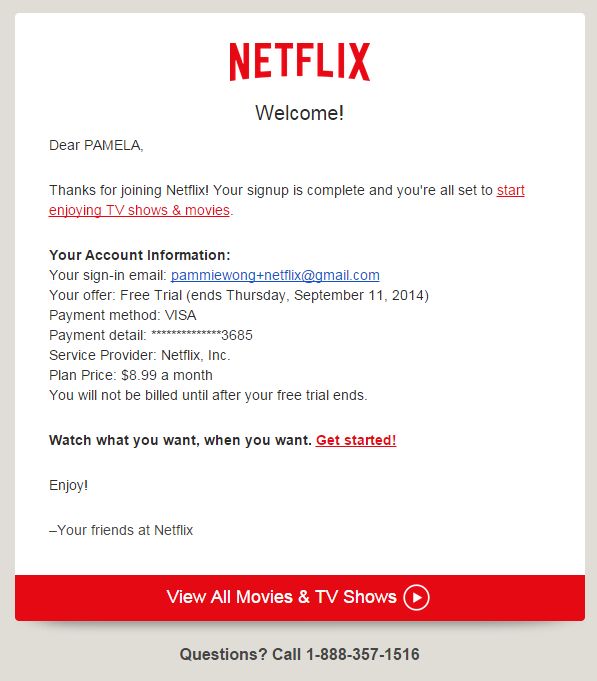 NETFLIX
Welcome!
Dear PAMELA,
Thanks for joining Netflix! Your signup is complete and you're all set to start
enjoying TV shows & movies.
Your Account Information:
Your sign-in email: pammiewong+netflix@gmail.com
Your offer: Free Trial (ends Thursday, September 11, 2014)
Payment method: VISA
Payment detail: **************3685
Service Provider: Netflix, Inc.
Plan Price: $8.99 a month
You will not be billed until after your free trial ends.
Watch what you want, when you want. Get started!
Enjoy!
–Your friends at Netflix
View All Movies & TV Shows
Questions? Call 1-888-357-1516